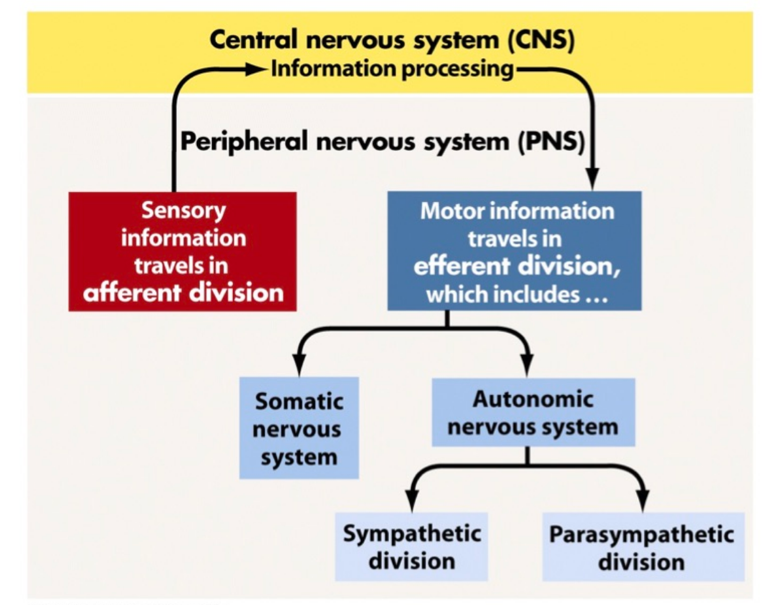 Central nervous system (CNS)
Information processing
Peripheral nervous system (PNS)
Sensory
information
travels in
afferent division
Motor information
travels in
efferent division,
which includes ...
Somatic
nervous
system
Autonomic
nervous system
Sympathetic
division
Parasympathetic
division